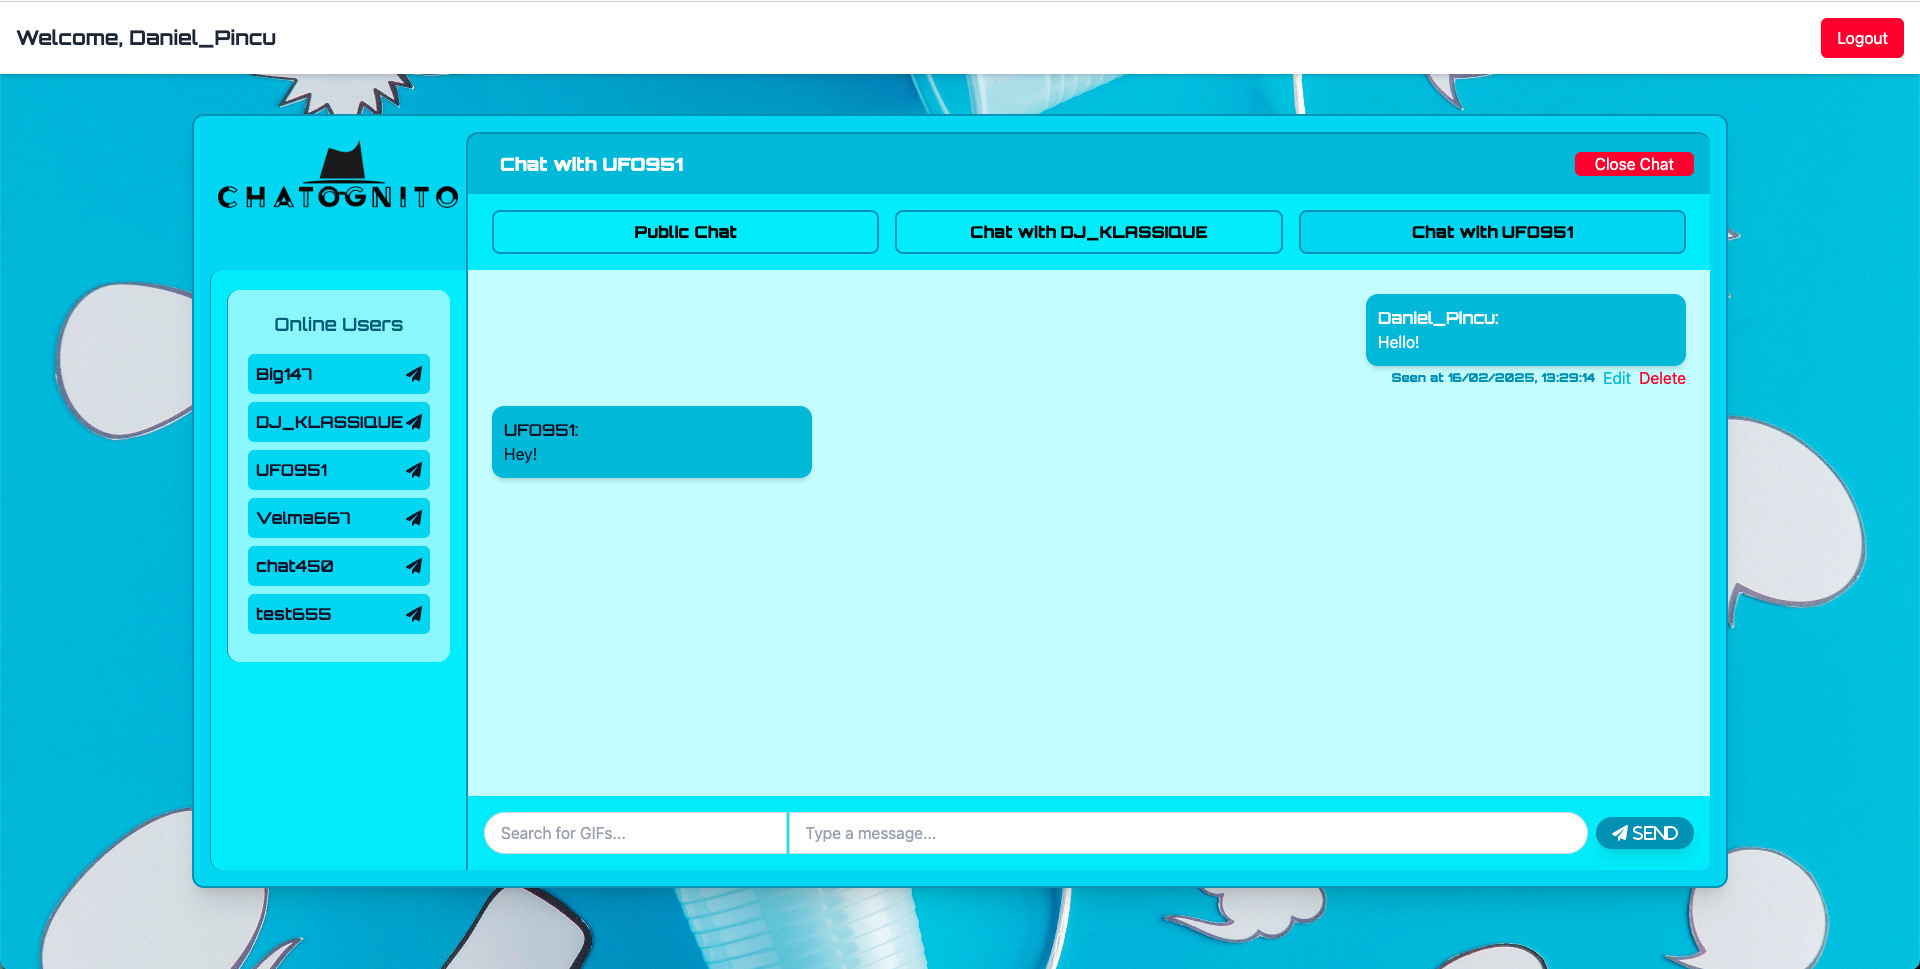 Welcome, Daniel_Pincu
Logout
CHATOGNITO
Chat with UFO951
Close Chat
Public Chat
Chat with DJ_KLASSIQUE
Chat with UFO951
Online Users
Big147
DJ_KLASSIQUE
UFO951
Velma667
chat450
test655
Daniel_Pincu:
Hello!
Seen at 16/02/2025, 13:29:14 Edit Delete
UFO951:
Hey!
Search for GIFs...
Type a message...
SEND